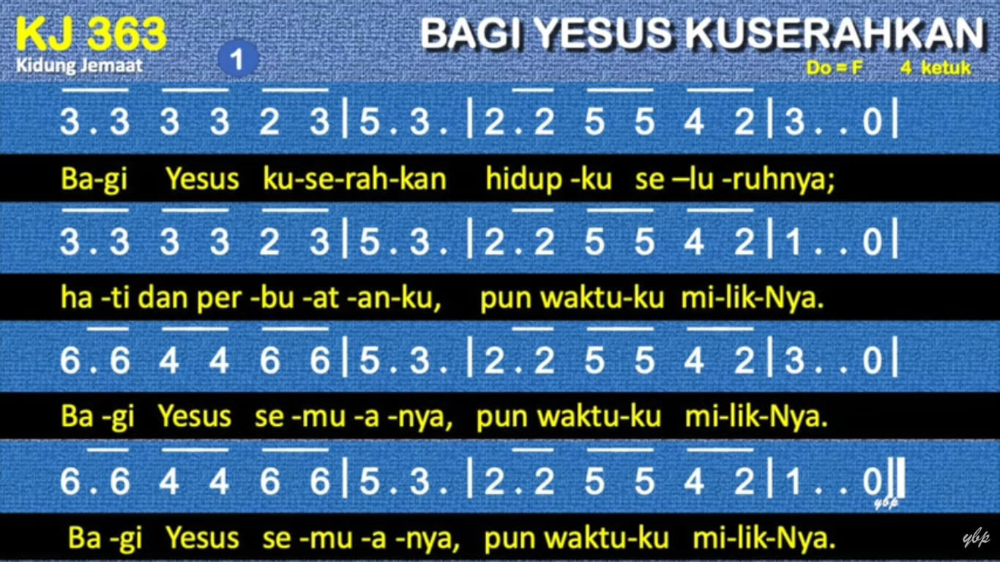 KJ 363
Kidung Jemaat
1
BAGI YESUS KUSERAHKAN
Do = F 4 ketuk
3 . 3 3 3 2 3 | 5 . 3 . | 2 . 2 5 5 4 2 | 3 . . 0 |
Ba-gi Yesus ku-se-rah-kan hidup -ku se –lu -ruhnya;
3 . 3 3 3 2 3 | 5 . 3 . | 2 . 2 5 5 4 2 | 1 . . 0 |
ha -ti dan per -bu -at -an-ku, pun waktu-ku mi-lik-Nya.
6 . 6 4 4 6 6 | 5 . 3 . | 2 . 2 5 5 4 2 | 3 . . 0 |
Ba -gi Yesus se -mu -a -nya, pun waktu-ku mi-lik-Nya.
6 . 6 4 4 6 6 | 5 . 3 . | 2 . 2 5 5 4 2 | 1 . . 0 ||
ybp
Ba -gi Yesus se -mu -a -nya, pun waktu-ku mi-lik-Nya.
ybp